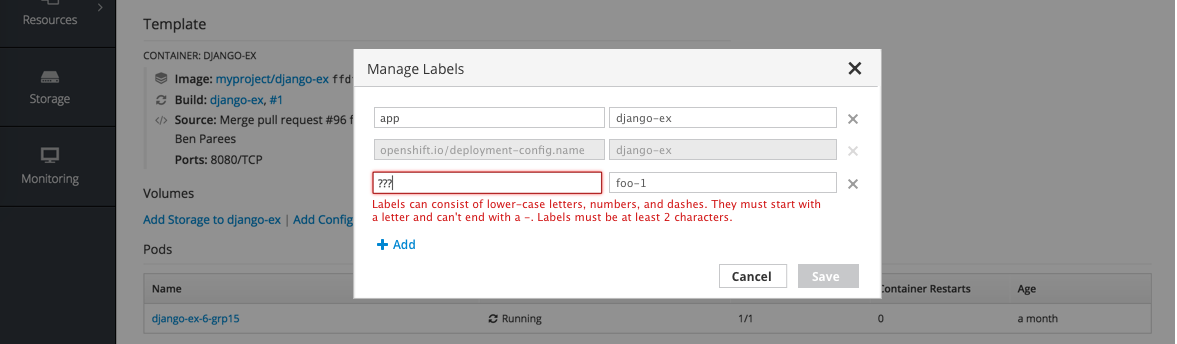 Resources
Storage
Monitoring
Template
CONTAINER: DJANGO-EX
Image: myproject/django-ex ffd
Build: django-ex, #1
Source: Merge pull request #96 f
Ben Parees
Ports: 8080/TCP
Volumes
Add Storage to django-ex | Add Config
Pods
Name
Container Restarts
Age
django-ex-6-grp15
Running
1/1
0
a month
Manage Labels
app
django-ex
openshift.io/deployment-config.name
django-ex
???
foo-1
Labels can consist of lower-case letters, numbers, and dashes. They must start with
a letter and can't end with a -. Labels must be at least 2 characters.
Add
Cancel
Save